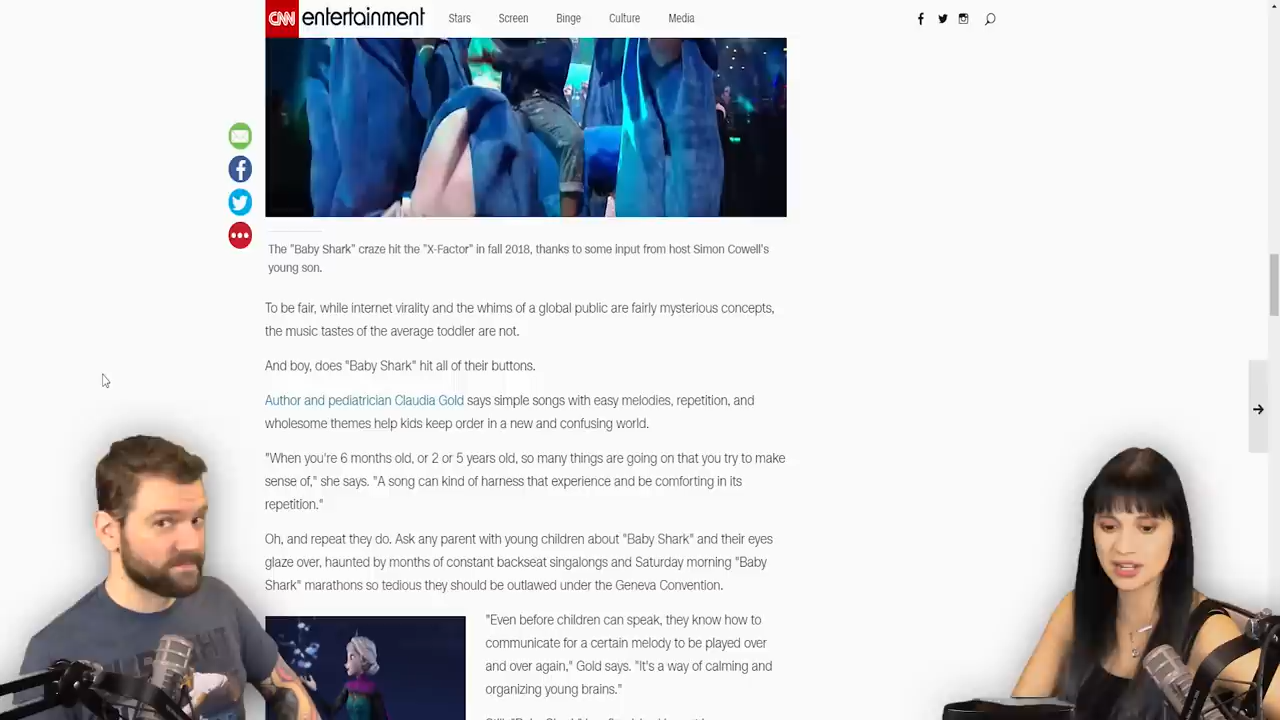 CNN entertainment Stars Screen Binge Culture Media
The "Baby Shark" craze hit the "X-Factor" in fall 2018, thanks to some input from host Simon Cowell's
young son.
To be fair, while internet virality and the whims of a global public are fairly mysterious concepts,
the music tastes of the average toddler are not.
And boy, does "Baby Shark" hit all of their buttons.
Author and pediatrician Claudia Gold says simple songs with easy melodies, repetition, and
wholesome themes help kids keep order in a new and confusing world.
"When you're 6 months old, or 2 or 5 years old, so many things are going on that you try to make
sense of," she says. "A song can kind of harness that experience and be comforting in its
repetition."
Oh, and repeat they do. Ask any parent with young children about "Baby Shark" and their eyes
glaze over, haunted by months of constant backseat singalongs and Saturday morning "Baby
Shark" marathons so tedious they should be outlawed under the Geneva Convention.
"Even before children can speak, they know how to
communicate for a certain melody to be played over
and over again," Gold says. "It's a way of calming and
organizing young brains."